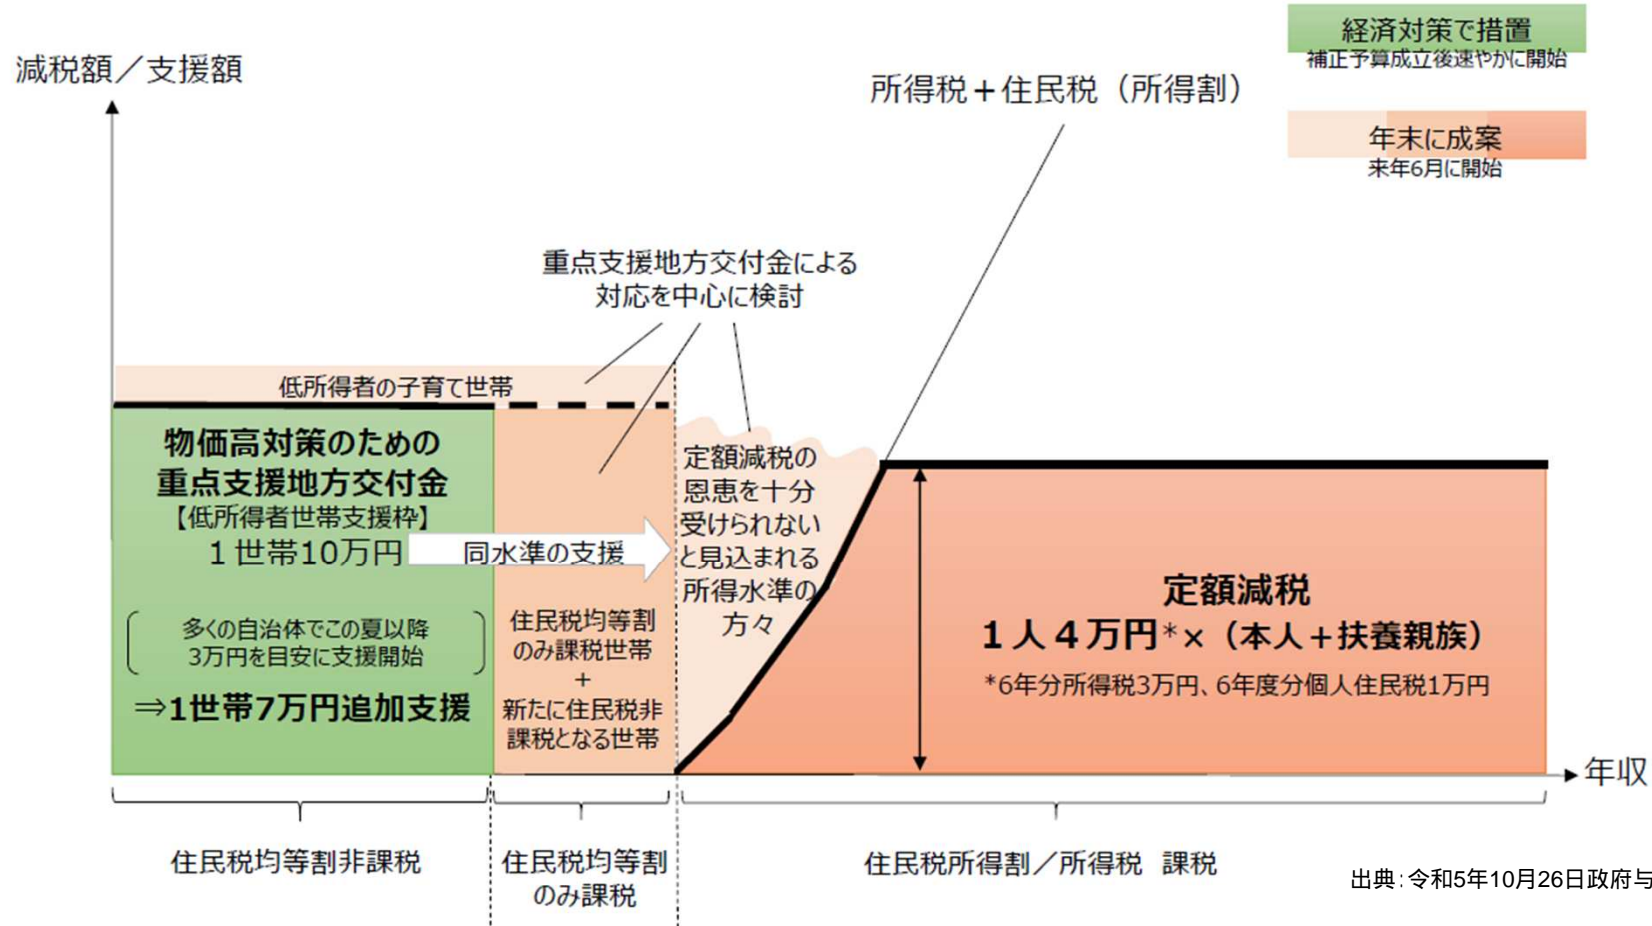 経済対策で措置
補正予算成立後速やかに開始
減税額／支援額
所得税＋住民税（所得割）
年末に成案
来年6月に開始
重点支援地方交付金による
対応を中心に検討
低所得者の子育て世帯
物価高対策のための
重点支援地方交付金
【低所得者世帯支援枠】
１世帯10万円
同水準の支援
多くの自治体でこの夏以降
3万円を目安に支援開始
⇒1世帯7万円追加支援
住民税均等割
のみ課税世帯
+
新たに住民税非
課税となる世帯
定額減税の
恩恵を十分
受けられない
と見込まれる
所得水準の
方々
定額減税
１人４万円*×（本人＋扶養親族）
*6年分所得税3万円、6年度分個人住民税1万円
年収
住民税均等割非課税
住民税均等割
のみ課税
住民税所得割／所得税　課税
出典：令和5年10月26日政府与